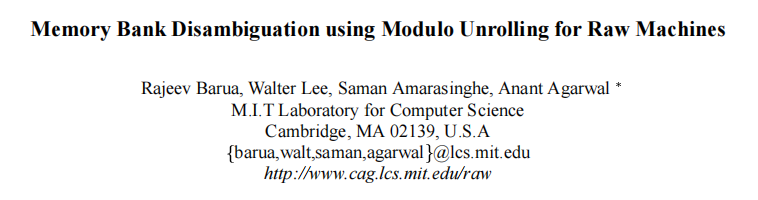 Memory Bank Disambiguation using Modulo Unrolling for Raw Machines
Rajeev Barua, Walter Lee, Saman Amarasinghe, Anant Agarwal *
M.I.T Laboratory for Computer Science
Cambridge, MA 02139, U.S.A
{barua,walt,saman,agarwal}@lcs.mit.edu
http://www.cag.lcs.mit.edu/raw